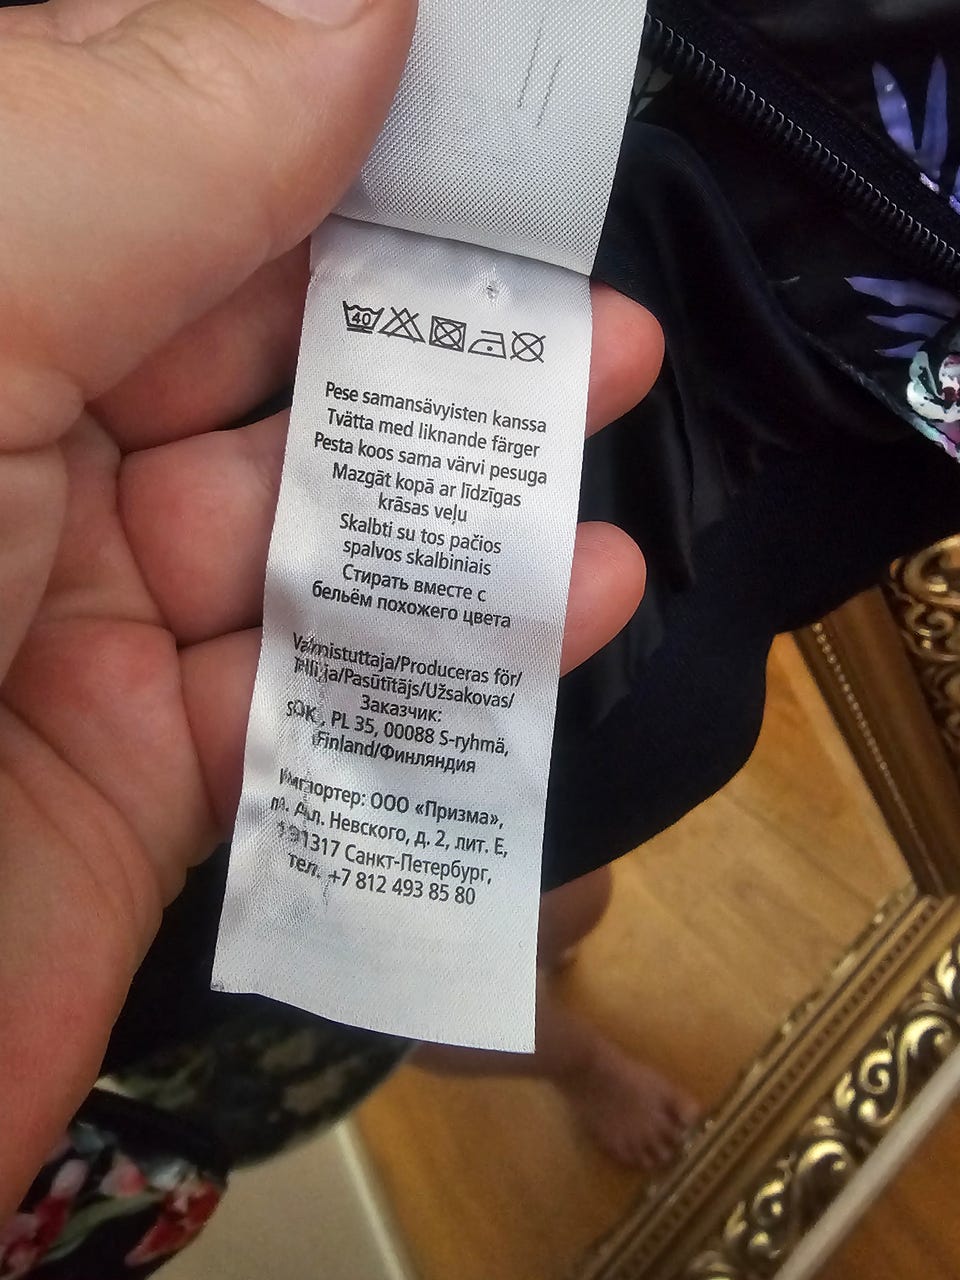 40
Pese samansävyisten kanssa
Tvätta med liknande färger
Pesta koos sama värvi pesuga
Mazgāt kopā ar līdzīgas
krāsas veļu
Skalbti su tos pačios
spalvos skalbiniais
Стирать вместе с
бельём похожего цвета
Valmistuttaja/Produceras för/
Tellija/Pasūtītājs/Užsakovas/
Заказчик:
SOK, PL 35, 00088 S-ryhmä,
Finland/Финляндия
Импортер: ООО «Призма»,
пл. Ал. Невского, д. 2, лит. Е,
191317 Санкт-Петербург,
тел. +7 812 493 85 80